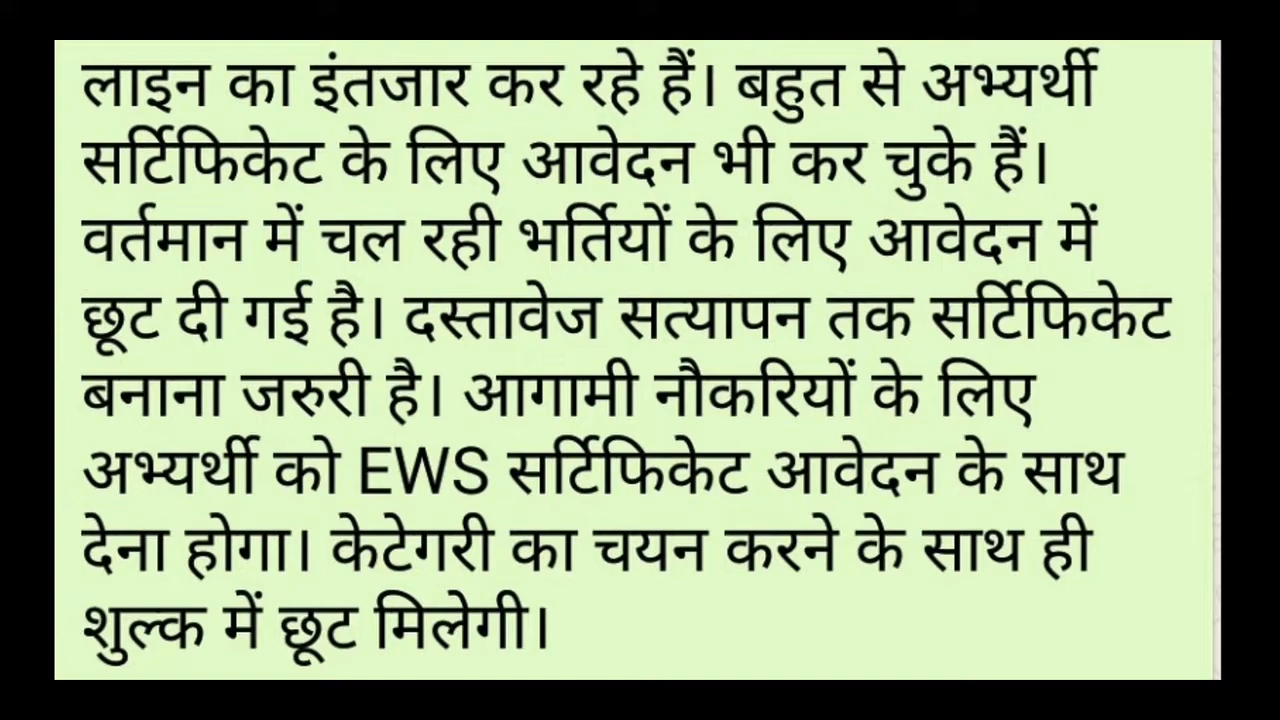 लाइन का इंतजार कर रहे हैं। बहुत से अभ्यर्थी
सर्टिफिकेट के लिए आवेदन भी कर चुके हैं।
वर्तमान में चल रही भर्तियों के लिए आवेदन में
छूट दी गई है। दस्तावेज सत्यापन तक सर्टिफिकेट
बनाना जरुरी है। आगामी नौकरियों के लिए
अभ्यर्थी को EWS सर्टिफिकेट आवेदन के साथ
देना होगा। केटेगरी का चयन करने के साथ ही
शुल्क में छूट मिलेगी।